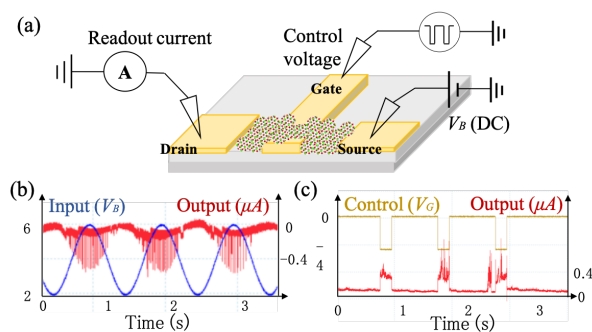 (a)
Readout current
Control
voltage
A
Gate
Drain
Source
V_B (DC)
(b)
Input (V_B)
Output (μA)
6
0
−0.4
2
0
1
2
3
Time (s)
(c)
Control (V_G)
Output (μA)
0
−
4
0.4
0
0
1
2
3
Time (s)